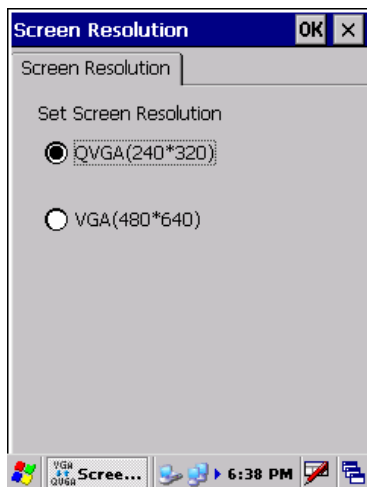 Screen Resolution OK ×
Screen Resolution
Set Screen Resolution
QVGA(240*320)
VGA(480*640)
VGA
QVGA
Scree... 6:38 PM